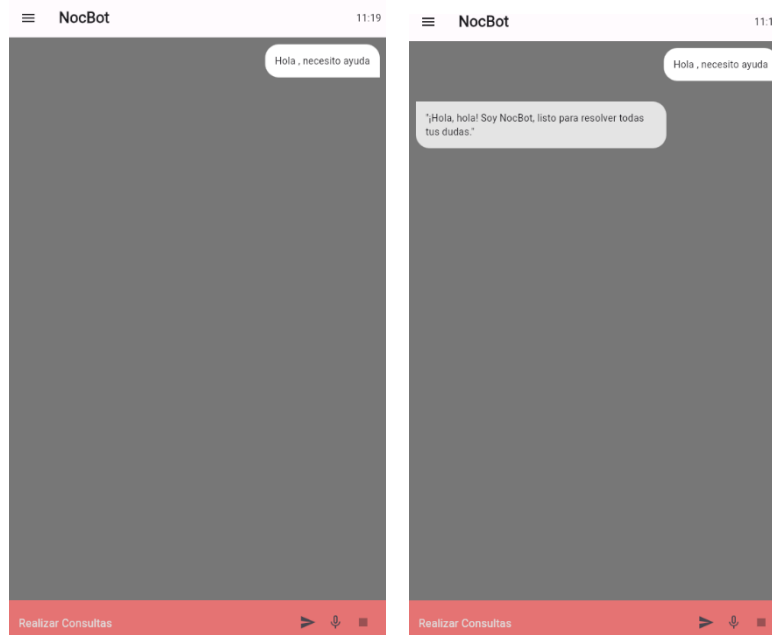 NocBot
11:19
Hola , necesito ayuda
Realizar Consultas
NocBot
Hola , necesito ayuda
"¡Hola, hola! Soy NocBot, listo para resolver todas
tus dudas."
Realizar Consultas